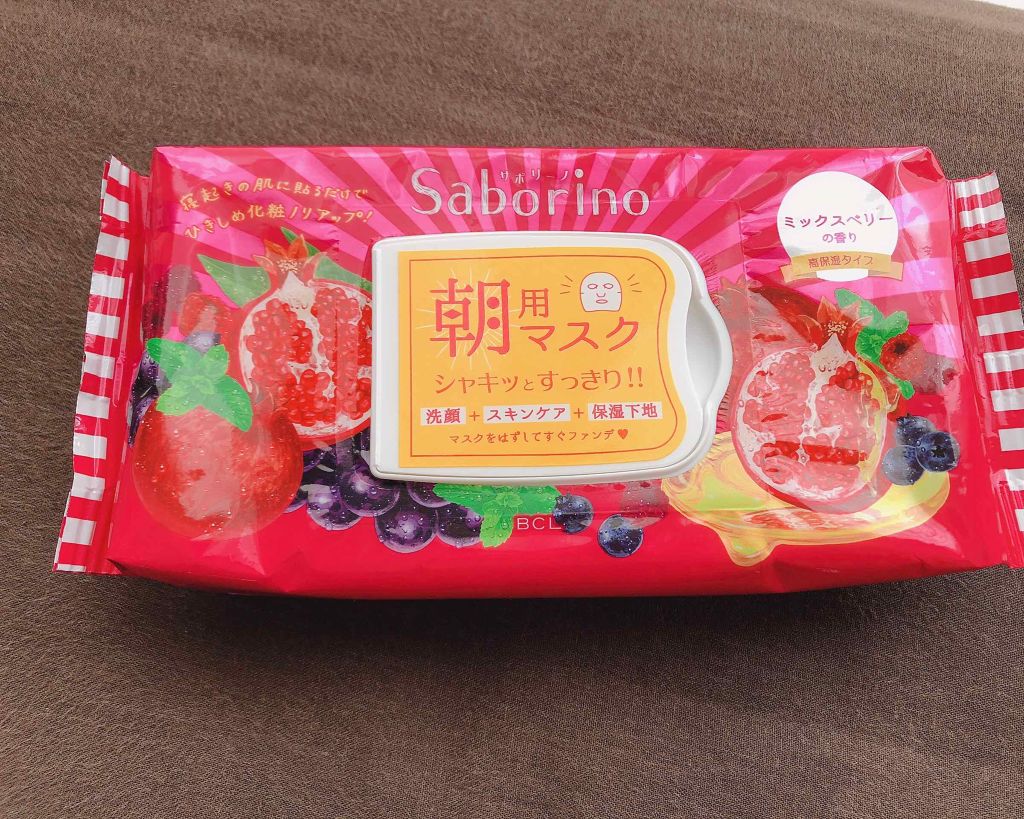 サボリーノ
Saborino
寝起きの肌に貼るだけで
ひきしめ化粧ノリアップ!
ミックスベリー
の香り
高保湿タイプ
朝用マスク
シャキッとすっきり!!
洗顔 + スキンケア + 保湿下地
マスクをはずしてすぐファンデ♥
BCL